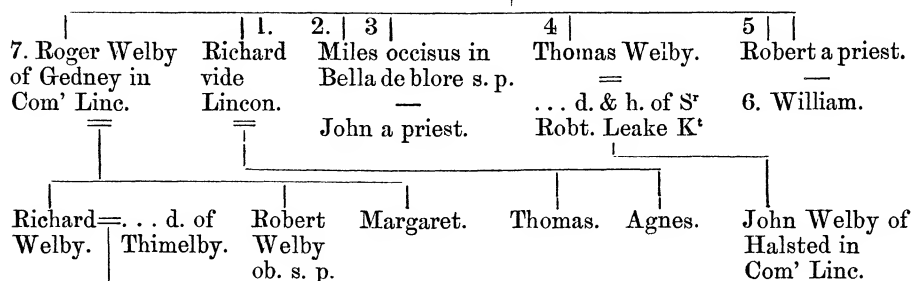 1. 2. 3 4 5
7. Roger Welby
of Gedney in
Com' Linc.
Richard
vide
Lincon.
Miles occisus in
Bella de blore s. p.
—
John a priest.
Thomas Welby.
=
... d. & h. of Sʳ
Robt. Leake Kᵗ
Robert a priest.
—
6. William.
Richard=... d. of
Welby. Thimelby.
Robert
Welby
ob. s. p.
Margaret.
Thomas.
Agnes.
John Welby of
Halsted in
Com' Linc.